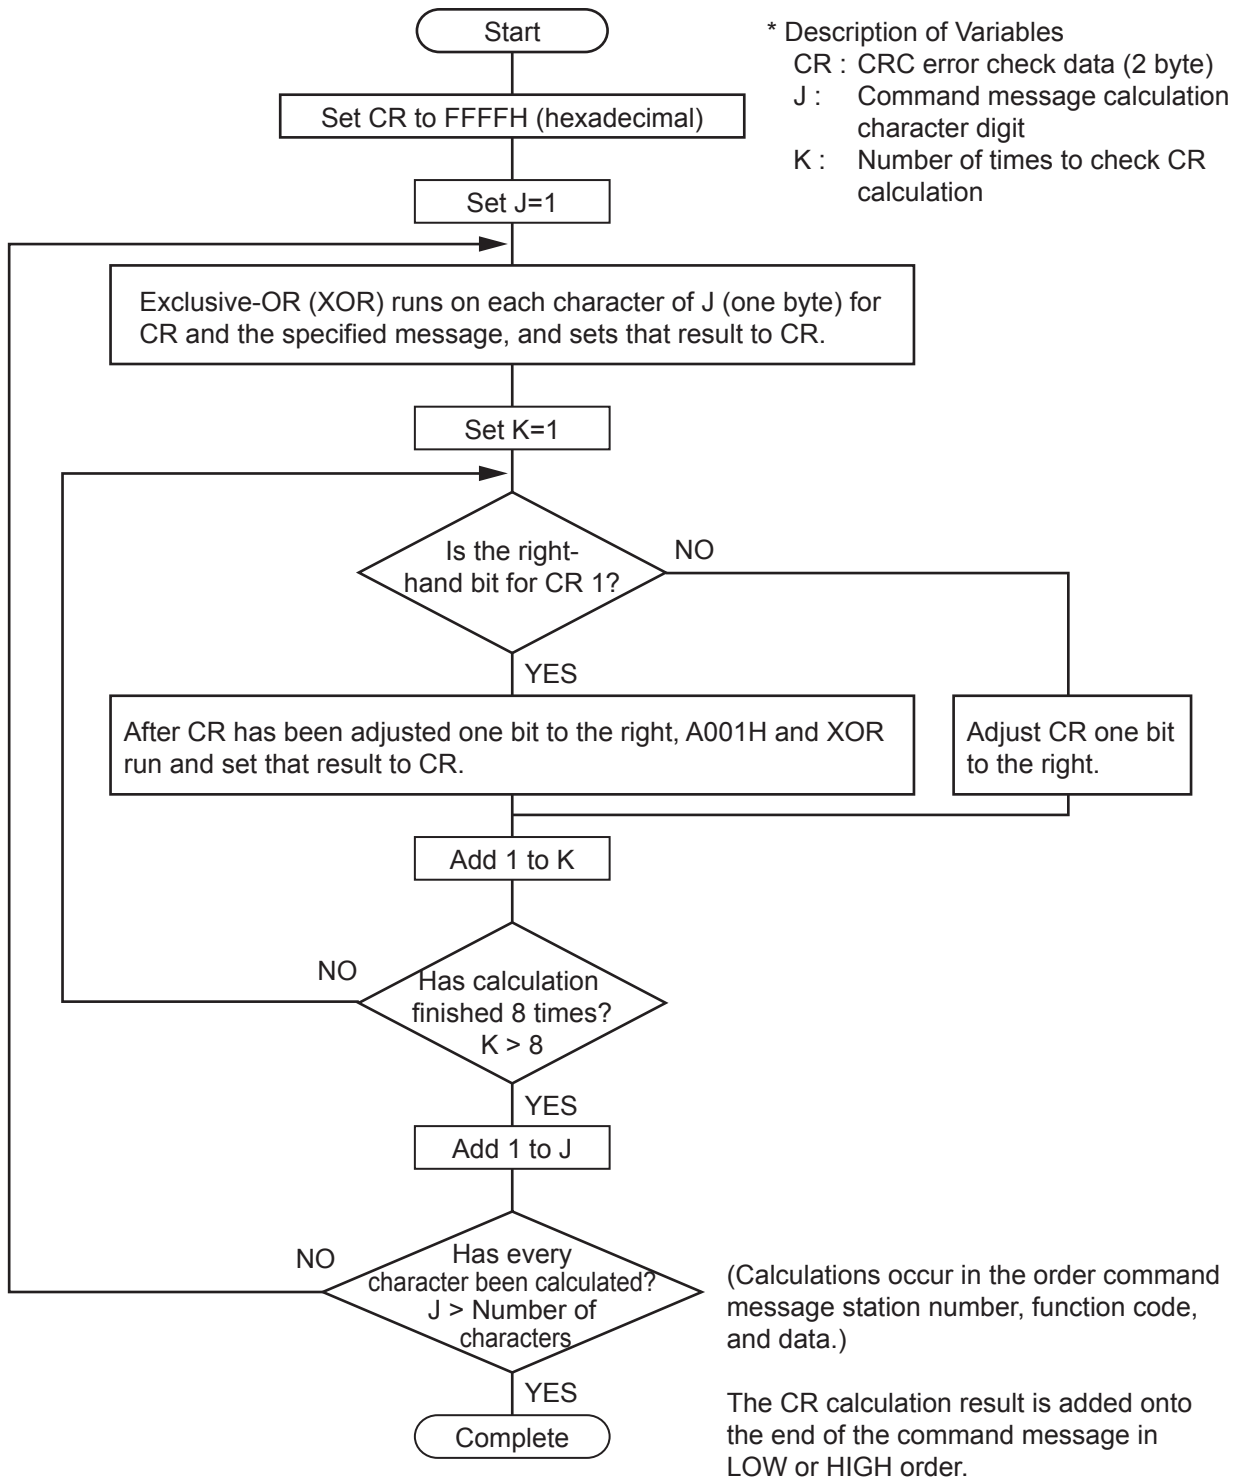 Start
* Description of Variables
CR : CRC error check data (2 byte)
J : Command message calculation
character digit
K : Number of times to check CR
calculation
Set CR to FFFFH (hexadecimal)
Set J=1
Exclusive-OR (XOR) runs on each character of J (one byte) for
CR and the specified message, and sets that result to CR.
Set K=1
Is the right-
hand bit for CR 1?
NO
YES
After CR has been adjusted one bit to the right, A001H and XOR
run and set that result to CR.
Adjust CR one bit
to the right.
Add 1 to K
NO
Has calculation
finished 8 times?
K > 8
YES
Add 1 to J
NO
Has every
character been calculated?
J > Number of
characters
YES
Complete
(Calculations occur in the order command
message station number, function code,
and data.)
The CR calculation result is added onto
the end of the command message in
LOW or HIGH order.